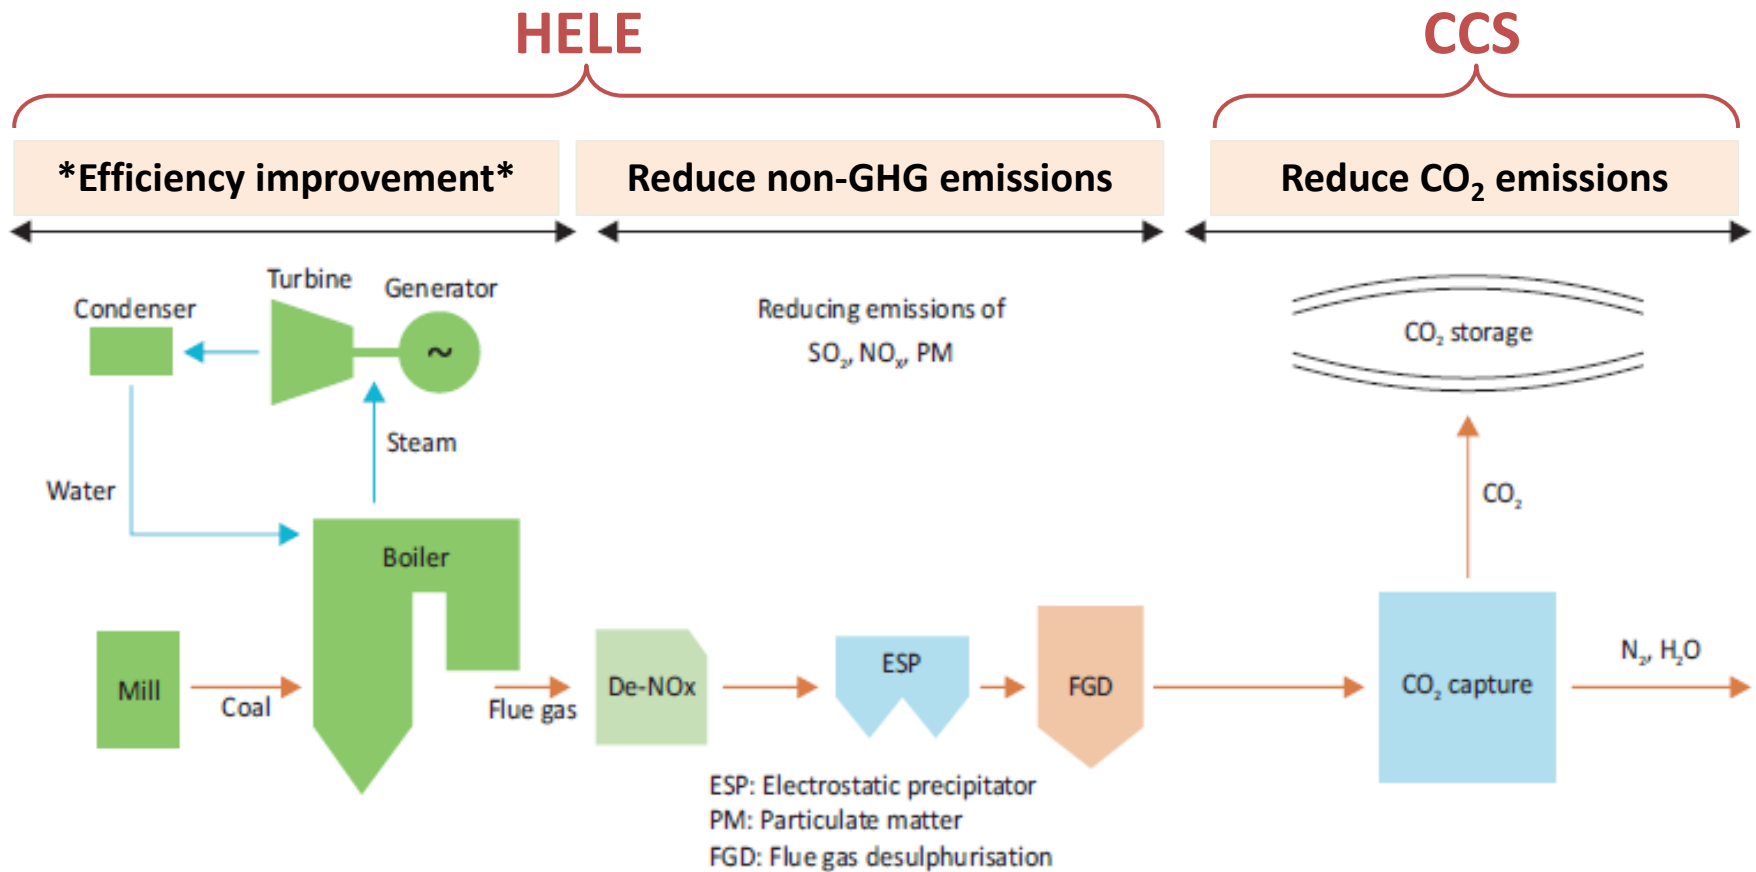 HELE
CCS
*Efficiency improvement*
Reduce non-GHG emissions
Reduce CO₂ emissions
Turbine
Generator
Condenser
~
Steam
Water
Boiler
Mill
Coal
Flue gas
Reducing emissions of
SO₂, NOₓ, PM
De-NOx
ESP
FGD
ESP: Electrostatic precipitator
PM: Particulate matter
FGD: Flue gas desulphurisation
CO₂ storage
CO₂
CO₂ capture
N₂, H₂O